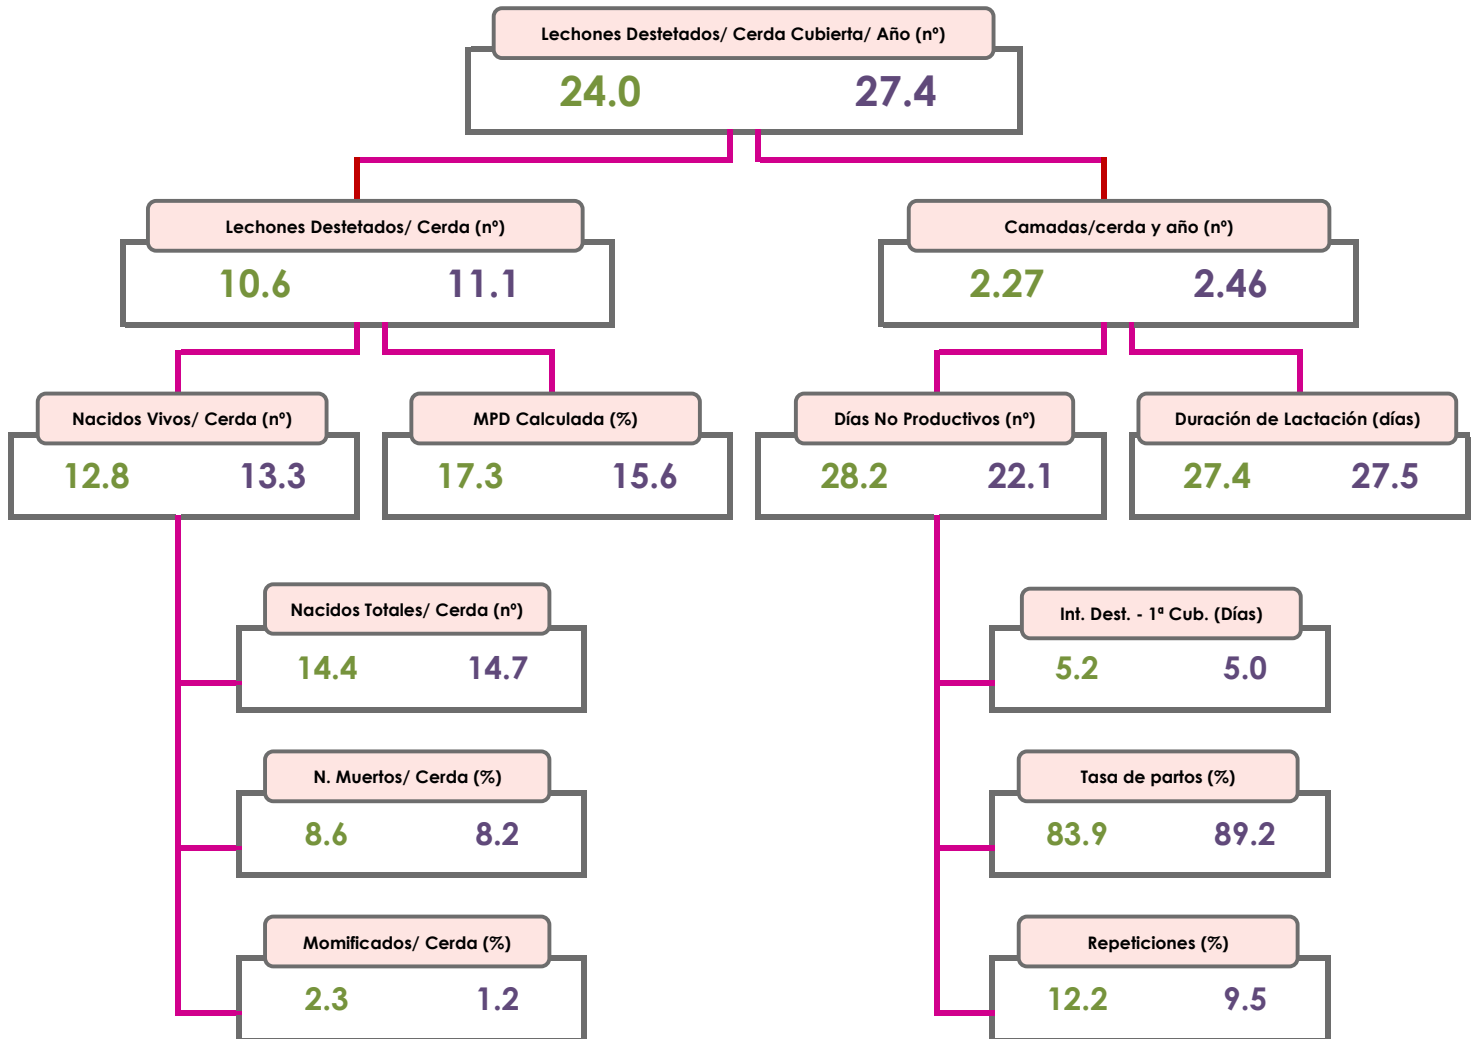 Lechones Destetados/ Cerda Cubierta/ Año (nº)
24.0 27.4
Lechones Destetados/ Cerda (nº)
10.6 11.1
Camadas/cerda y año (nº)
2.27 2.46
Nacidos Vivos/ Cerda (nº)
12.8 13.3
MPD Calculada (%)
17.3 15.6
Días No Productivos (nº)
28.2 22.1
Duración de Lactación (días)
27.4 27.5
Nacidos Totales/ Cerda (nº)
14.4 14.7
N. Muertos/ Cerda (%)
8.6 8.2
Momificados/ Cerda (%)
2.3 1.2
Int. Dest. - 1ª Cub. (Días)
5.2 5.0
Tasa de partos (%)
83.9 89.2
Repeticiones (%)
12.2 9.5